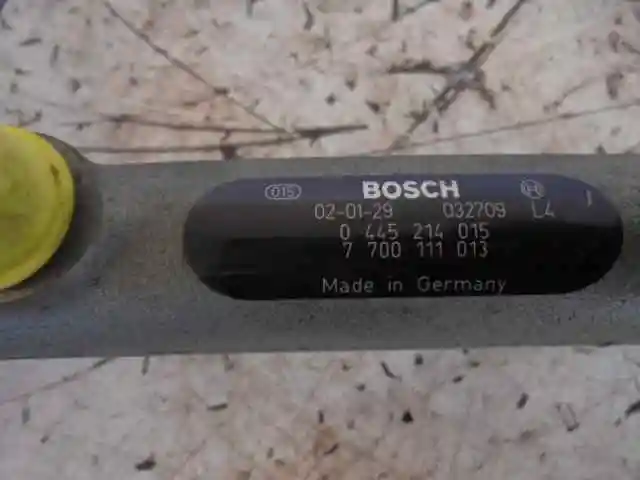 015 BOSCH
02-01-29 032709 L4
0 445 214 015
7 700 111 013
Made in Germany